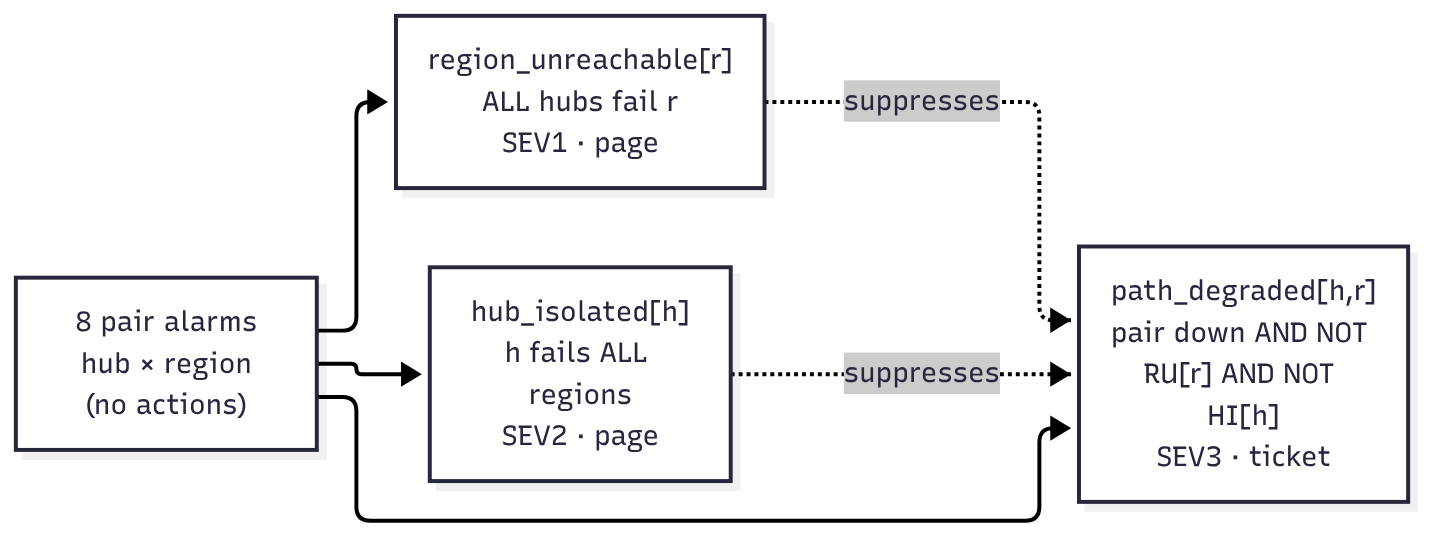 region_unreachable[r]
ALL hubs fail r
SEV1 · page
suppresses
8 pair alarms
hub × region
(no actions)
hub_isolated[h]
h fails ALL
regions
SEV2 · page
suppresses
path_degraded[h,r]
pair down AND NOT
RU[r] AND NOT
HI[h]
SEV3 · ticket